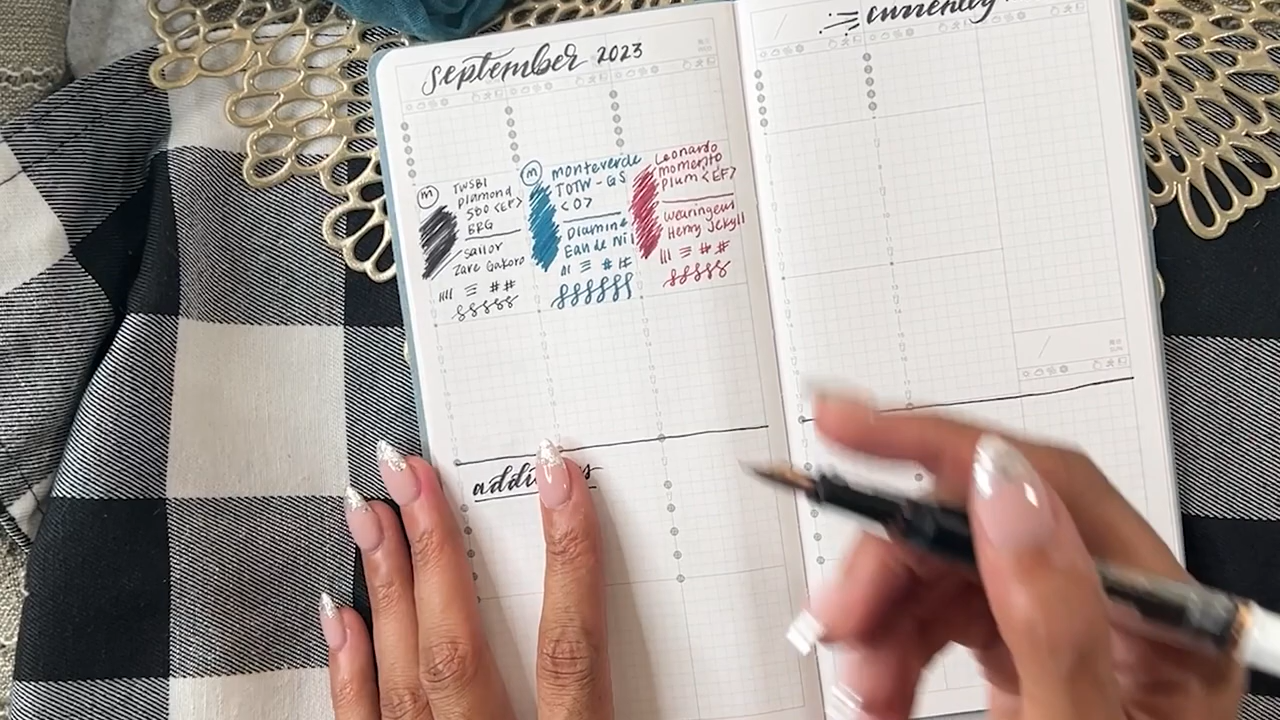 september 2023
currently
M
TWSBI
Diamond
580 <EF>
BRG
Sailor
Zare Gakoro
M
monteverde
TOTW - GS
<O>
Diamine
Eau de Nil
Leonardo
momento
plum <EF>
wearingeul
Henry Jekyll